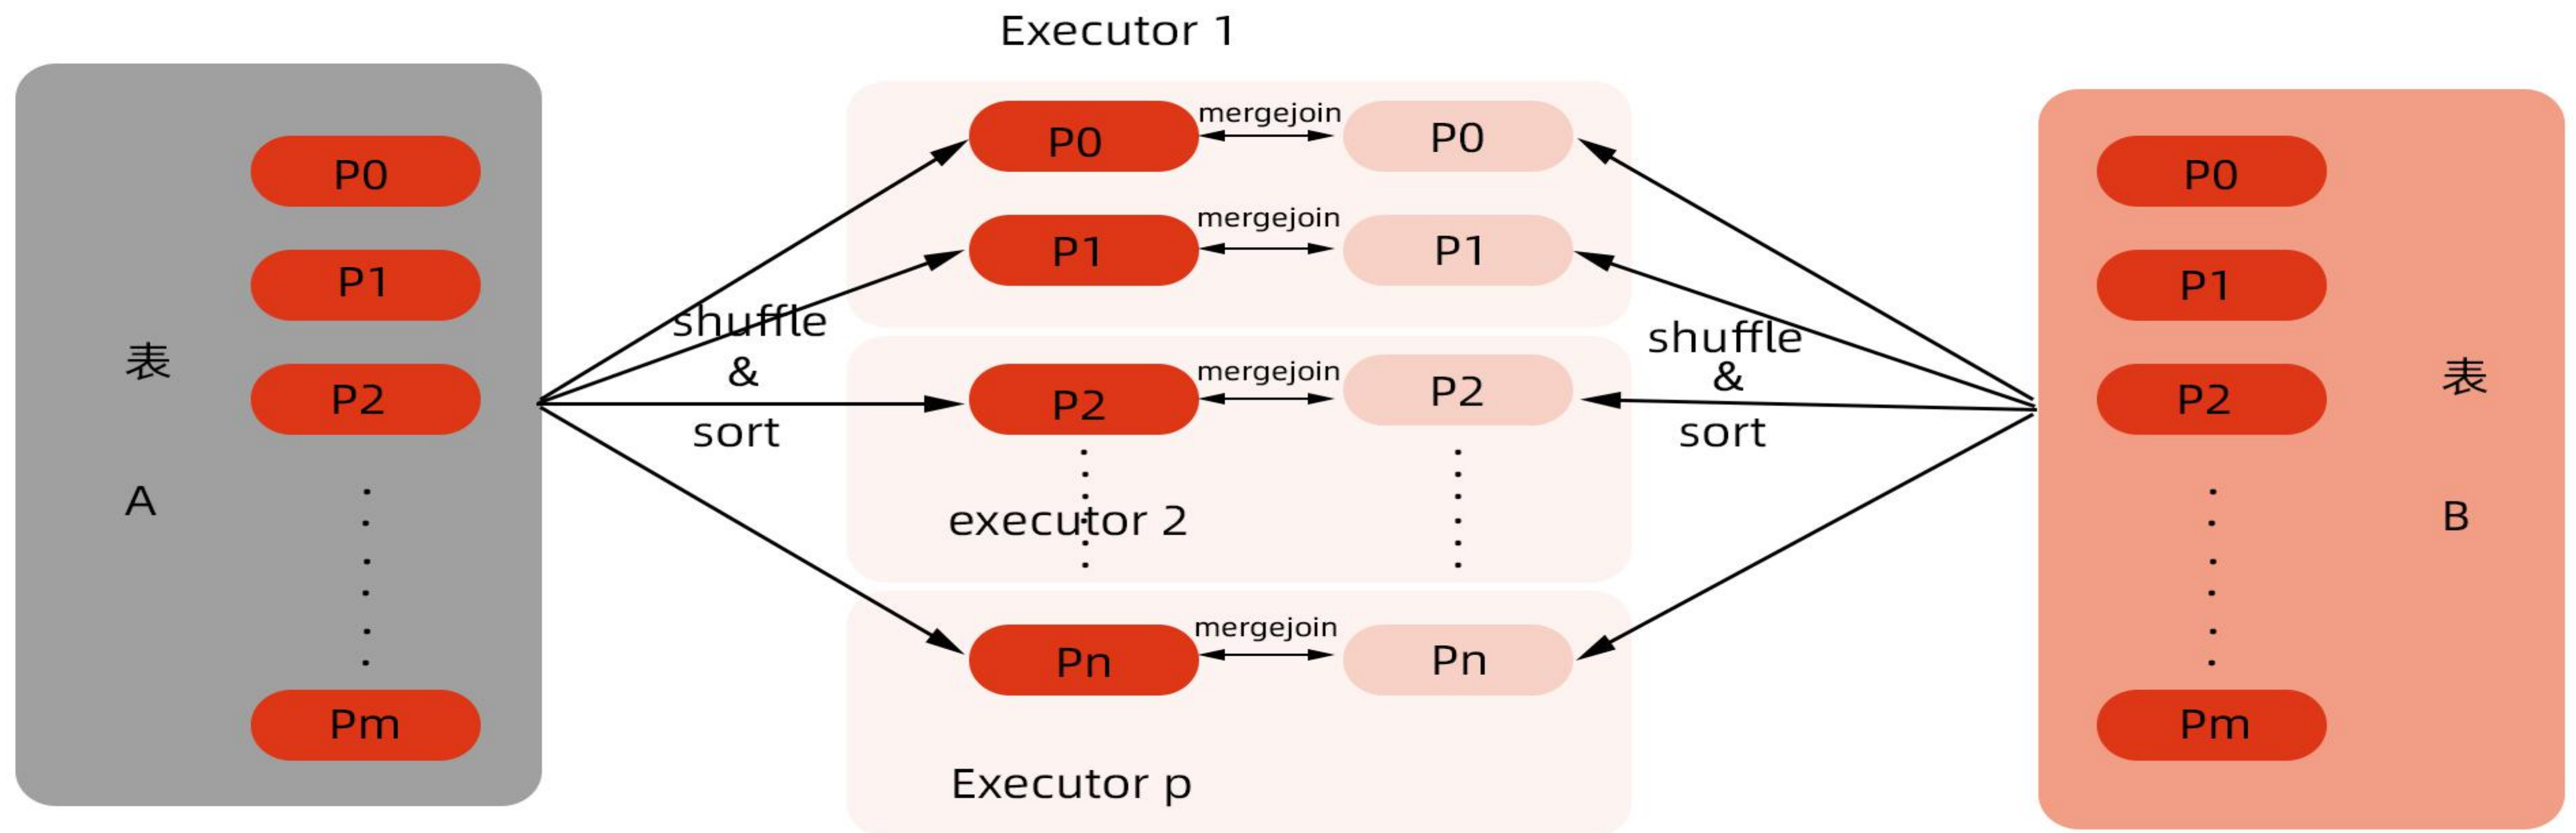 Executor 1
P0
P1
表
P2
A
Pm
shuffle
&
sort
P0
mergejoin
P0
P1
mergejoin
P1
P2
mergejoin
P2
executor 2
Pn
mergejoin
Pn
Executor p
shuffle
&
sort
P0
P1
表
P2
B
Pm